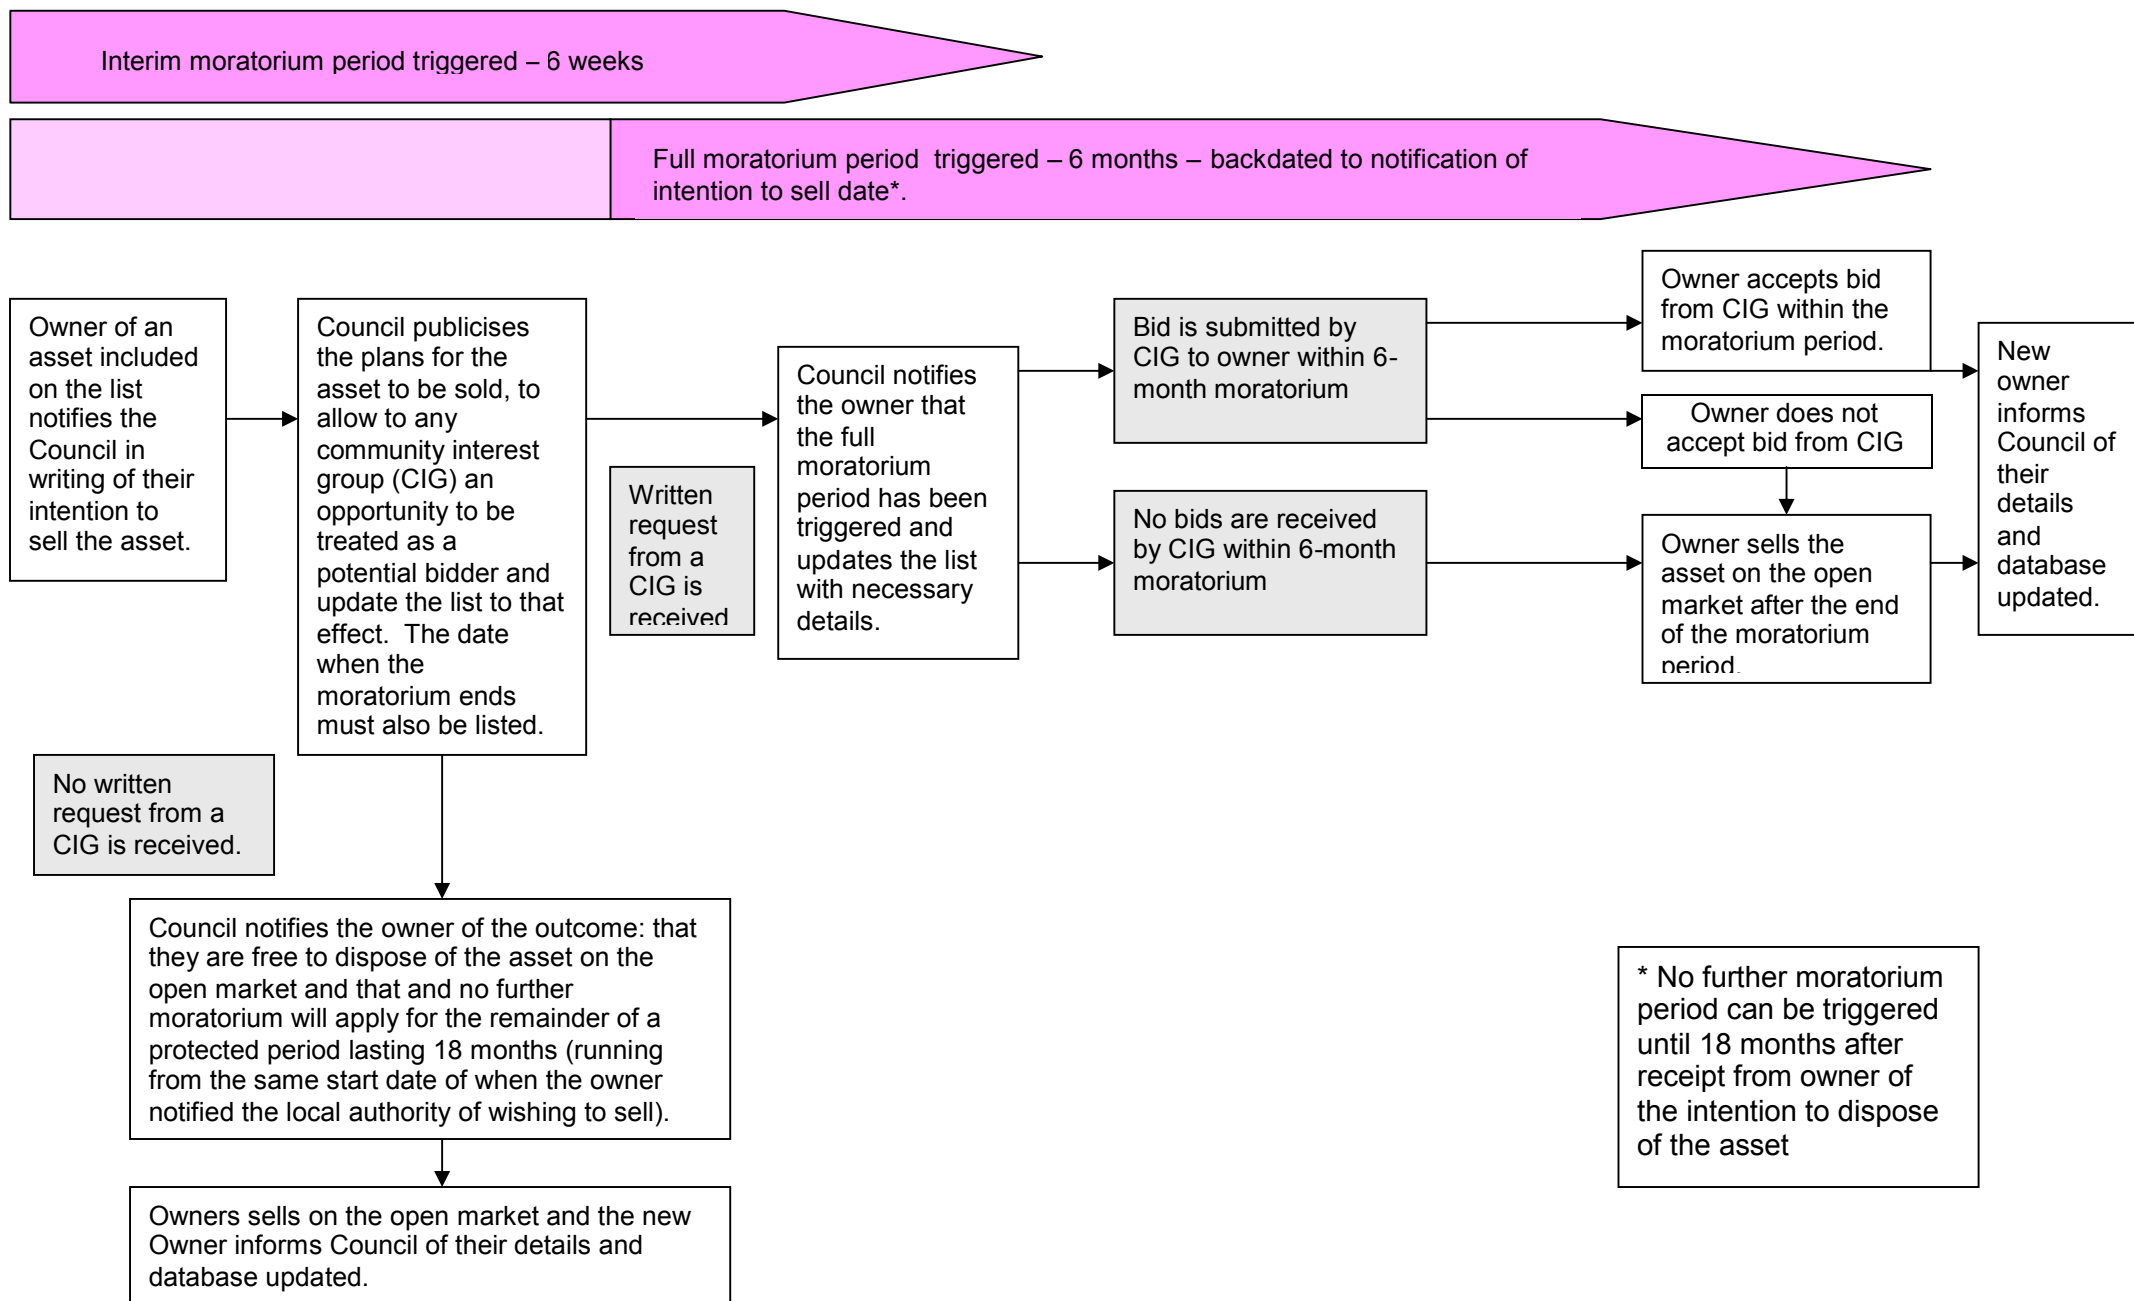 Interim moratorium period triggered – 6 weeks
Full moratorium period  triggered – 6 months – backdated to notification of
intention to sell date*.
Owner of an
asset included
on the list
notifies the
Council in
writing of their
intention to
sell the asset.
Council publicises
the plans for the
asset to be sold, to
allow to any
community interest
group (CIG) an
opportunity to be
treated as a
potential bidder and
update the list to that
effect.  The date
when the
moratorium ends
must also be listed.
Written
request
from a
CIG is
received
Council notifies
the owner that
the full
moratorium
period has been
triggered and
updates the list
with necessary
details.
Bid is submitted by
CIG to owner within 6-
month moratorium
No bids are received
by CIG within 6-month
moratorium
Owner accepts bid
from CIG within the
moratorium period.
Owner does not
accept bid from CIG
Owner sells the
asset on the open
market after the end
of the moratorium
period.
New
owner
informs
Council of
their
details
and
database
updated.
No written
request from a
CIG is received.
Council notifies the owner of the outcome: that
they are free to dispose of the asset on the
open market and that and no further
moratorium will apply for the remainder of a
protected period lasting 18 months (running
from the same start date of when the owner
notified the local authority of wishing to sell).
Owners sells on the open market and the new
Owner informs Council of their details and
database updated.
* No further moratorium
period can be triggered
until 18 months after
receipt from owner of
the intention to dispose
of the asset